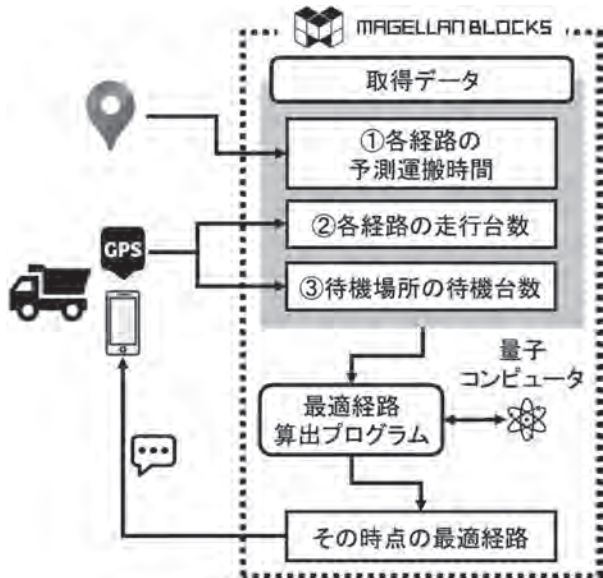 MAGELLAN BLOCKS
取得データ
①各経路の
予測運搬時間
②各経路の走行台数
GPS
③待機場所の待機台数
量子
コンピュータ
最適経路
算出プログラム
その時点の最適経路